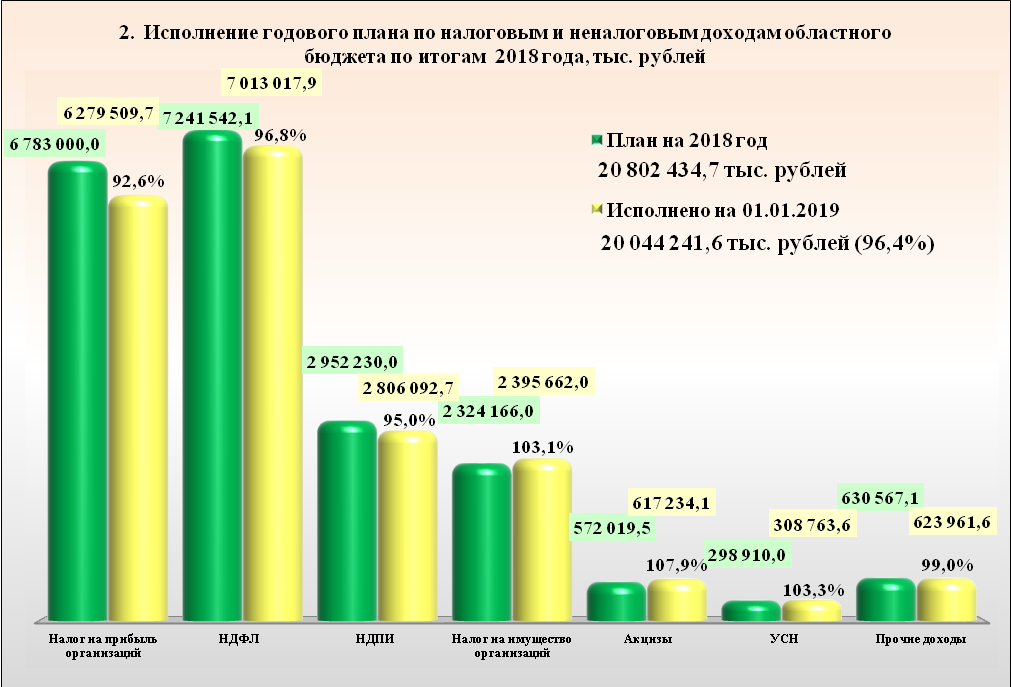 2. Исполнение годового плана по налоговым и неналоговым доходам областного
бюджета по итогам 2018 года, тыс. рублей
7 013 017,9
6 279 509,7
7 241 542,1
6 783 000,0
96,8%
92,6%
План на 2018 год
20 802 434,7 тыс. рублей
Исполнено на 01.01.2019
20 044 241,6 тыс. рублей (96,4%)
2 952 230,0
2 806 092,7
2 395 662,0
95,0%
2 324 166,0
103,1%
617 234,1
572 019,5
107,9%
630 567,1
308 763,6
623 961,6
298 910,0
103,3%
99,0%
Налог на прибыль
организаций
НДФЛ
НДПИ
Налог на имущество
организаций
Акцизы
УСН
Прочие доходы